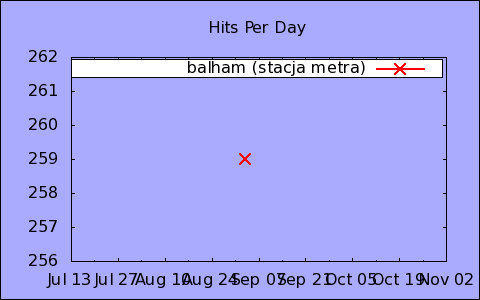 Hits Per Day
262
balham (stacja metra)
261
260
259
258
257
256
Jul 13 Jul 27 Aug 10 Aug 24 Sep 07 Sep 21 Oct 05 Oct 19 Nov 02